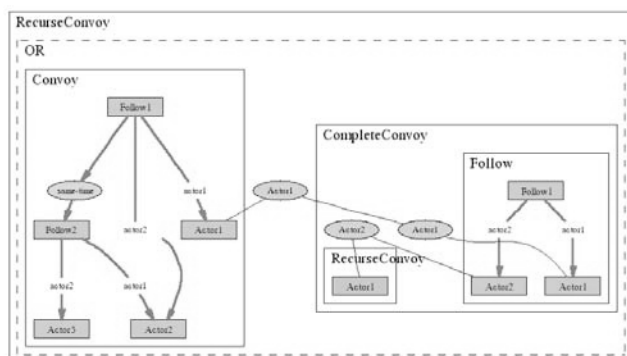 RecurseConvoy
OR
Convoy
Follow1
CompleteConvoy
Follow
same-time
actor1
Actor1
Follow1
Follow2
actor2
Actor1
Actor2
Actor1
actor2
actor1
RecurseConvoy
actor2
actor1
Actor1
Actor2
Actor1
Actor3
Actor2